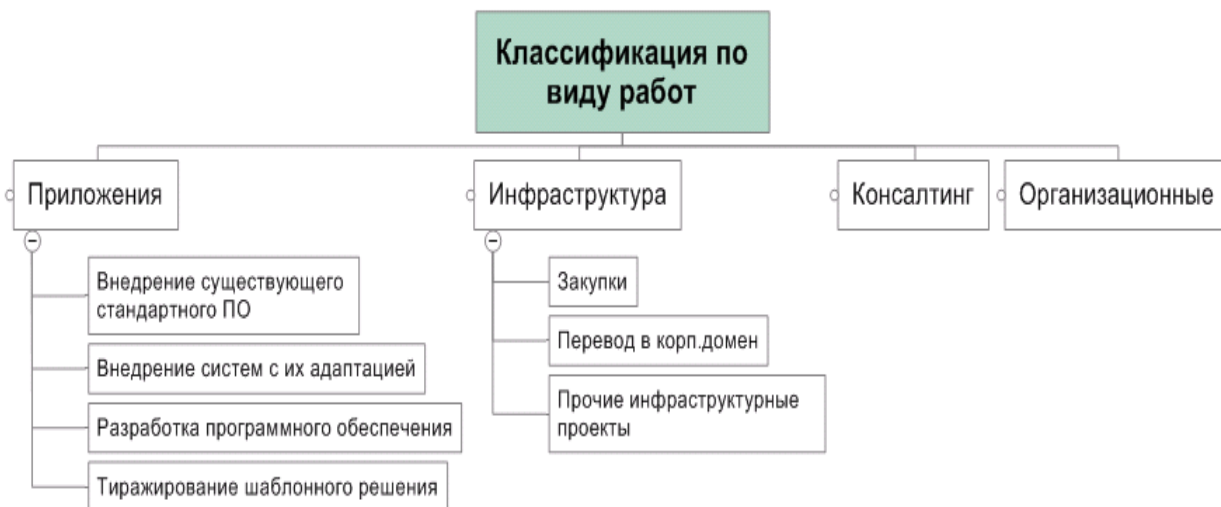 Классификация по
виду работ
Приложения
Инфраструктура
Консалтинг
Организационные
Внедрение существующего
стандартного ПО
Внедрение систем с их адаптацией
Разработка программного обеспечения
Тиражирование шаблонного решения
Закупки
Перевод в корп.домен
Прочие инфраструктурные
проекты